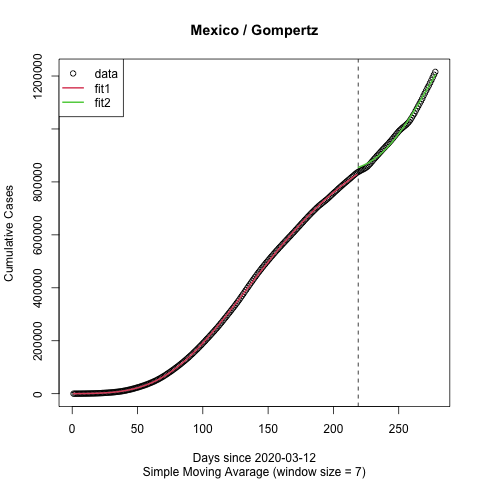 Mexico / Gompertz
data
fit1
fit2
Cumulative Cases
1200000
800000
600000
400000
200000
0
0 50 100 150 200 250
Days since 2020-03-12
Simple Moving Avarage (window size = 7)